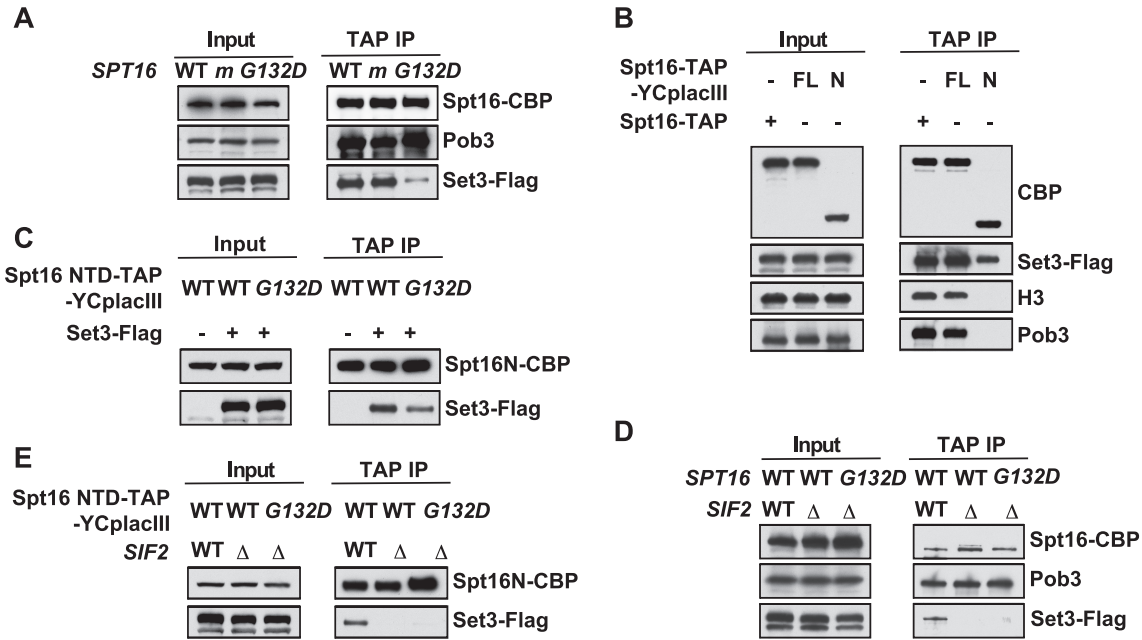 A
Input TAP IP
SPT16 WT m G132D WT m G132D
Spt16-CBP
Pob3
Set3-Flag
B
Input TAP IP
Spt16-TAP
-YCplacIII - FL N - FL N
Spt16-TAP + - - + - -
CBP
Set3-Flag
H3
Pob3
C
Input TAP IP
Spt16 NTD-TAP
-YCplacIII WT WT G132D WT WT G132D
Set3-Flag - + + - + +
Spt16N-CBP
Set3-Flag
D
Input TAP IP
SPT16 WT WT G132D WT WT G132D
SIF2 WT Δ Δ WT Δ Δ
Spt16-CBP
Pob3
Set3-Flag
E
Input TAP IP
Spt16 NTD-TAP
-YCplacIII WT WT G132D WT WT G132D
SIF2 WT Δ Δ WT Δ Δ
Spt16N-CBP
Set3-Flag